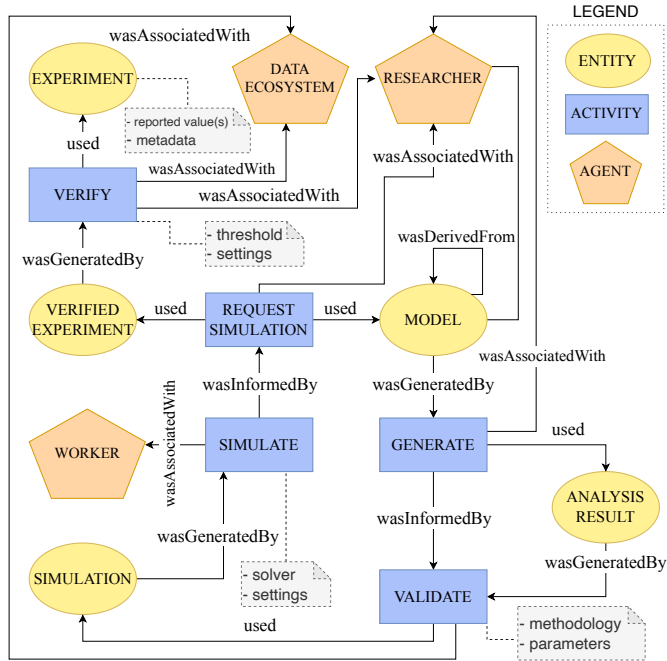 LEGEND
wasAssociatedWith
EXPERIMENT
DATA
ECOSYSTEM
RESEARCHER
ENTITY
- reported value(s)
- metadata
ACTIVITY
used
wasAssociatedWith
wasAssociatedWith
wasAssociatedWith
AGENT
VERIFY
- threshold
- settings
wasGeneratedBy
wasDerivedFrom
VERIFIED
EXPERIMENT
used
REQUEST
SIMULATION
used
MODEL
wasAssociatedWith
wasInformedBy
wasGeneratedBy
WORKER
wasAssociatedWith
SIMULATE
GENERATE
used
ANALYSIS
RESULT
wasGeneratedBy
wasInformedBy
wasGeneratedBy
SIMULATION
- solver
- settings
VALIDATE
used
- methodology
- parameters